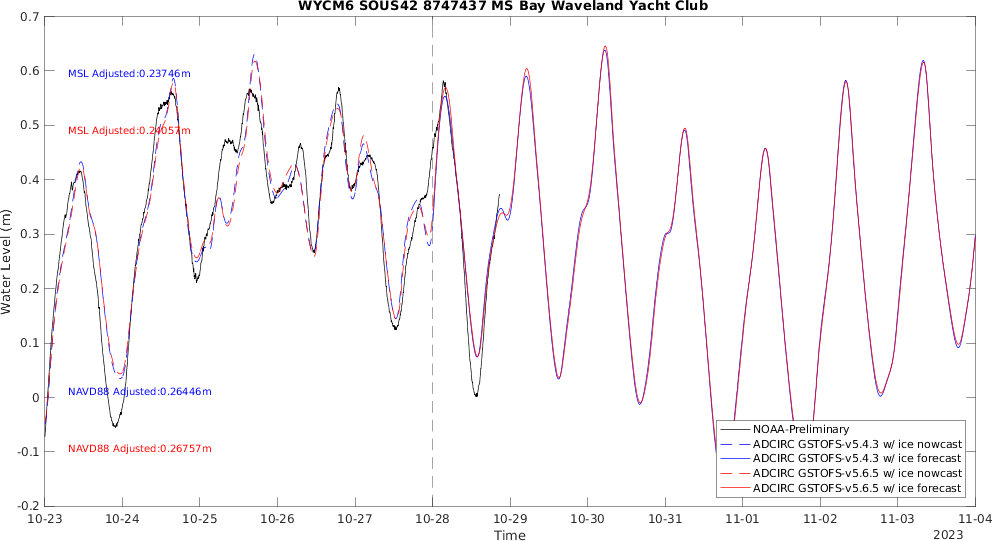 WYCM6 SOUS42 8747437 MS Bay Waveland Yacht Club
0.7
0.6
0.5
0.4
0.3
0.2
0.1
0
-0.1
-0.2
Water Level (m)
MSL Adjusted:0.23746m
MSL Adjusted:0.24057m
NAVD88 Adjusted:0.26446m
NAVD88 Adjusted:0.26757m
NOAA-Preliminary
ADCIRC GSTOFS-v5.4.3 w/ ice nowcast
ADCIRC GSTOFS-v5.4.3 w/ ice forecast
ADCIRC GSTOFS-v5.6.5 w/ ice nowcast
ADCIRC GSTOFS-v5.6.5 w/ ice forecast
10-23 10-24 10-25 10-26 10-27 10-28 10-29 10-30 10-31 11-01 11-02 11-03 11-04
Time
2023